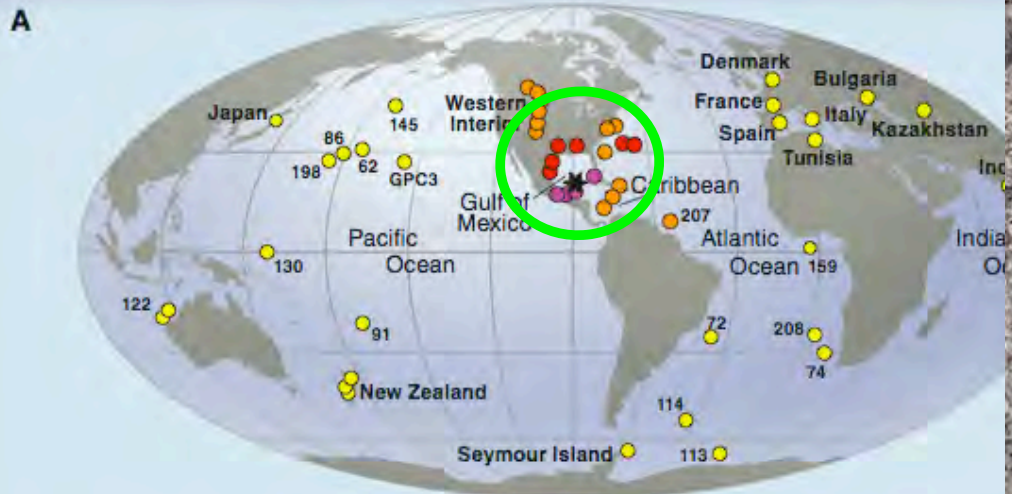 A
Denmark
Bulgaria
Western
Interior
France
Italy
Japan
145
Spain
Kazakhstan
86
Tunisia
198
62
GPC3
Caribbean
Gulf of
Mexico
207
Pacific
Ocean
Atlantic
Ocean
159
130
122
91
72
208
74
New Zealand
114
Seymour Island
113